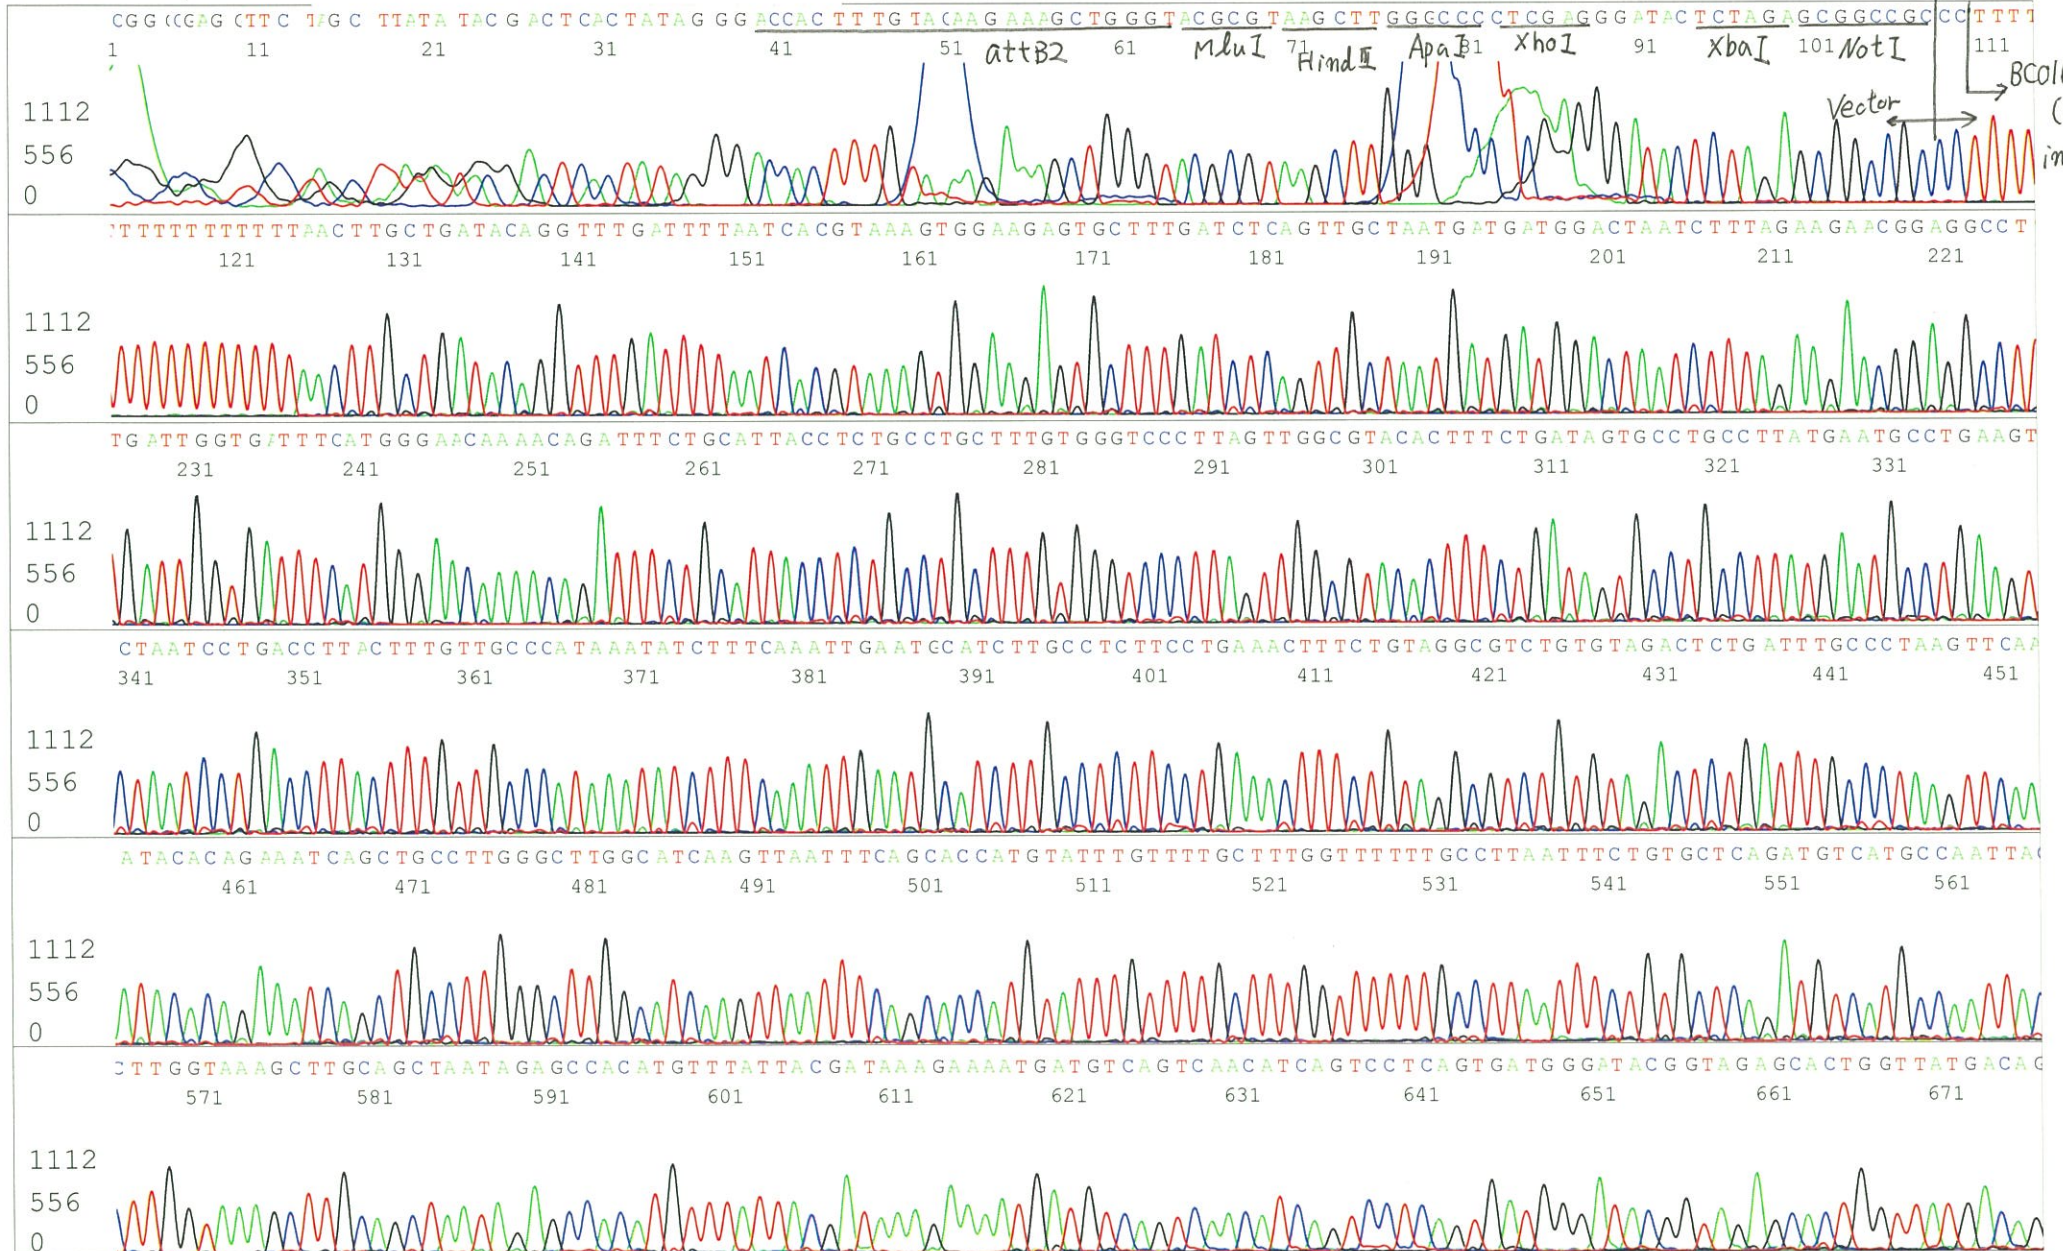 CGG CCGAG CTTC TAGC TTATA TACGACTCACTATAGGGACCACTTTGTACAAGAAAGCTGGGTACGCGTAAGCTTGGGCCCCCTCGAGGGATACTCTAGAGCGGCCGCCCTTTT
1 11 21 31 41 51 61 71 81 91 101 111
attB2 MluI HindIII ApaI XhoI XbaI NotI
Vector
1112
556
0
TTTTTTTTTTTAACTTGCTGATACAGGTTTGATTTTAATCACGTAAAGTGGAAGAGTGCTTTGATCTCAGTTGCTAATGATGATGGACTAATCTTTAGAAGAACGGAGGCCT
121 131 141 151 161 171 181 191 201 211 221
1112
556
0
TGATTGGTGATTTCATGGGAACAAAACAGATTTCTGCATTACCTCTGCCTGCTTTGTGGGTCCCTTAGTTGGCGTACACTTTCTGATAGTGCCTGCCTTATGAATGCCTGAAGT
231 241 251 261 271 281 291 301 311 321 331
1112
556
0
CTAATCCTGACCTTACTTTGTTGCCCATAAATATCTTTCAAATTGAATGCATCTTGCCTCTTCCTGAAACTTTCTGTAGGCGTCTGTGTAGACTCTGATTTGCCCTAAGTTCAA
341 351 361 371 381 391 401 411 421 431 441 451
1112
556
0
ATACACAGAAATCAGCTGCCTTGGGCTTGGCATCAAGTTAATTTCAGCACCATGTATTTGTTTTGCTTTGGTTTTTTGCCTTAATTTCTGTGCTCAGATGTCATGCCAATTAC
461 471 481 491 501 511 521 531 541 551 561
1112
556
0
CTTGGTAAAGCTTGCAGCTAATAGAGCCACATGTTTATTACGATAAAGAAAATGATGTCAGTCAACATCAGTCCTCAGTGATGGGATACGGTAGAGCACTGGTTATGACAG
571 581 591 601 611 621 631 641 651 661 671
1112
556
0